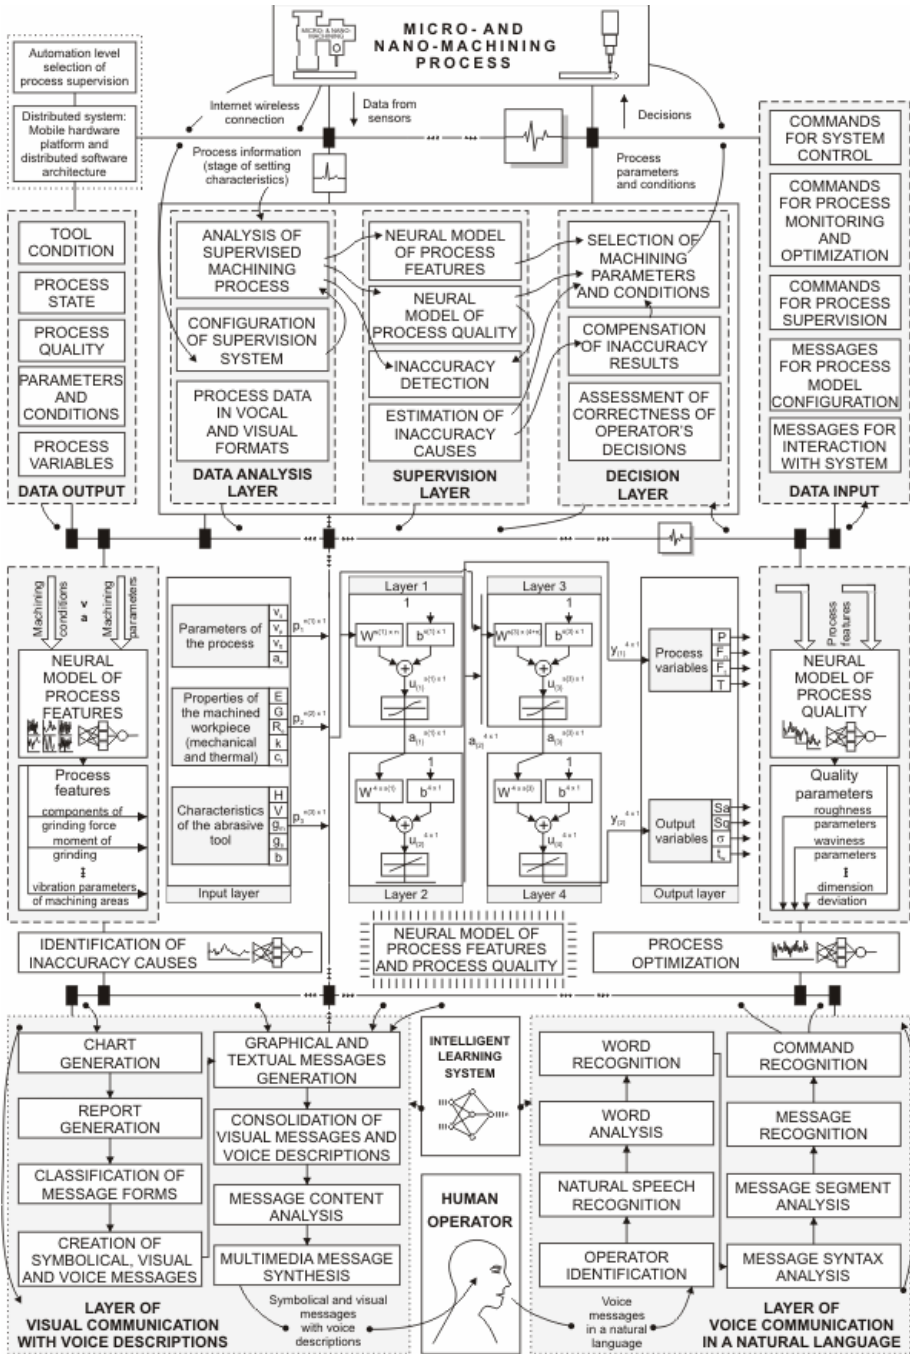 MICRO- AND
NANO-MACHINING
PROCESS
MICRO- & NANO-
MACHINING
Automation level
selection of
process supervision
Distributed system:
Mobile hardware
platform and
distributed software
architecture
Internet wireless
connection
Data from
sensors
Decisions
Process information
(stage of setting
characteristics)
Process
parameters
and conditions
TOOL
CONDITION
PROCESS
STATE
PROCESS
QUALITY
PARAMETERS
AND
CONDITIONS
PROCESS
VARIABLES
DATA OUTPUT
ANALYSIS OF
SUPERVISED
MACHINING
PROCESS
CONFIGURATION
OF SUPERVISION
SYSTEM
PROCESS DATA
IN VOCAL
AND VISUAL
FORMATS
DATA ANALYSIS
LAYER
NEURAL MODEL
OF PROCESS
FEATURES
NEURAL
MODEL OF
PROCESS QUALITY
INACCURACY
DETECTION
ESTIMATION OF
INACCURACY
CAUSES
SUPERVISION
LAYER
SELECTION OF
MACHINING
PARAMETERS
AND CONDITIONS
COMPENSATION
OF INACCURACY
RESULTS
ASSESSMENT OF
CORRECTNESS OF
OPERATOR'S
DECISIONS
DECISION
LAYER
COMMANDS
FOR SYSTEM
CONTROL
COMMANDS
FOR PROCESS
MONITORING
AND
OPTIMIZATION
COMMANDS
FOR PROCESS
SUPERVISION
MESSAGES
FOR PROCESS
MODEL
CONFIGURATION
MESSAGES FOR
INTERACTION
WITH SYSTEM
DATA INPUT
Machining
conditions
v
a
Machining
parameters
NEURAL
MODEL OF
PROCESS
FEATURES
Process
features
components of
grinding force
moment of
grinding
vibration parameters
of machining areas
Parameters of
the process
Properties of
the machined
workpiece
(mechanical
and thermal)
E
G
k
Characteristics
of the abrasive
tool
H
V
b
Input layer
Layer 1
1
Layer 3
1
1
1
Layer 2
Layer 4
Process
variables
P
T
Output
variables
Sa
Sq
σ
Output layer
Process
features
NEURAL
MODEL OF
PROCESS
QUALITY
Quality
parameters
roughness
parameters
waviness
parameters
dimension
deviation
IDENTIFICATION OF
INACCURACY CAUSES
NEURAL MODEL OF
PROCESS FEATURES
AND PROCESS QUALITY
PROCESS
OPTIMIZATION
CHART
GENERATION
REPORT
GENERATION
CLASSIFICATION OF
MESSAGE FORMS
CREATION OF
SYMBOLICAL, VISUAL
AND VOICE MESSAGES
GRAPHICAL AND
TEXTUAL MESSAGES
GENERATION
CONSOLIDATION OF
VISUAL MESSAGES AND
VOICE DESCRIPTIONS
MESSAGE CONTENT
ANALYSIS
MULTIMEDIA MESSAGE
SYNTHESIS
LAYER OF
VISUAL COMMUNICATION
WITH VOICE DESCRIPTIONS
Symbolical and visual
messages
with voice
descriptions
INTELLIGENT
LEARNING
SYSTEM
HUMAN
OPERATOR
WORD
RECOGNITION
WORD
ANALYSIS
NATURAL SPEECH
RECOGNITION
OPERATOR
IDENTIFICATION
COMMAND
RECOGNITION
MESSAGE
RECOGNITION
MESSAGE SEGMENT
ANALYSIS
MESSAGE SYNTAX
ANALYSIS
Voice
messages
in a natural
language
LAYER OF
VOICE COMMUNICATION
IN A NATURAL LANGUAGE